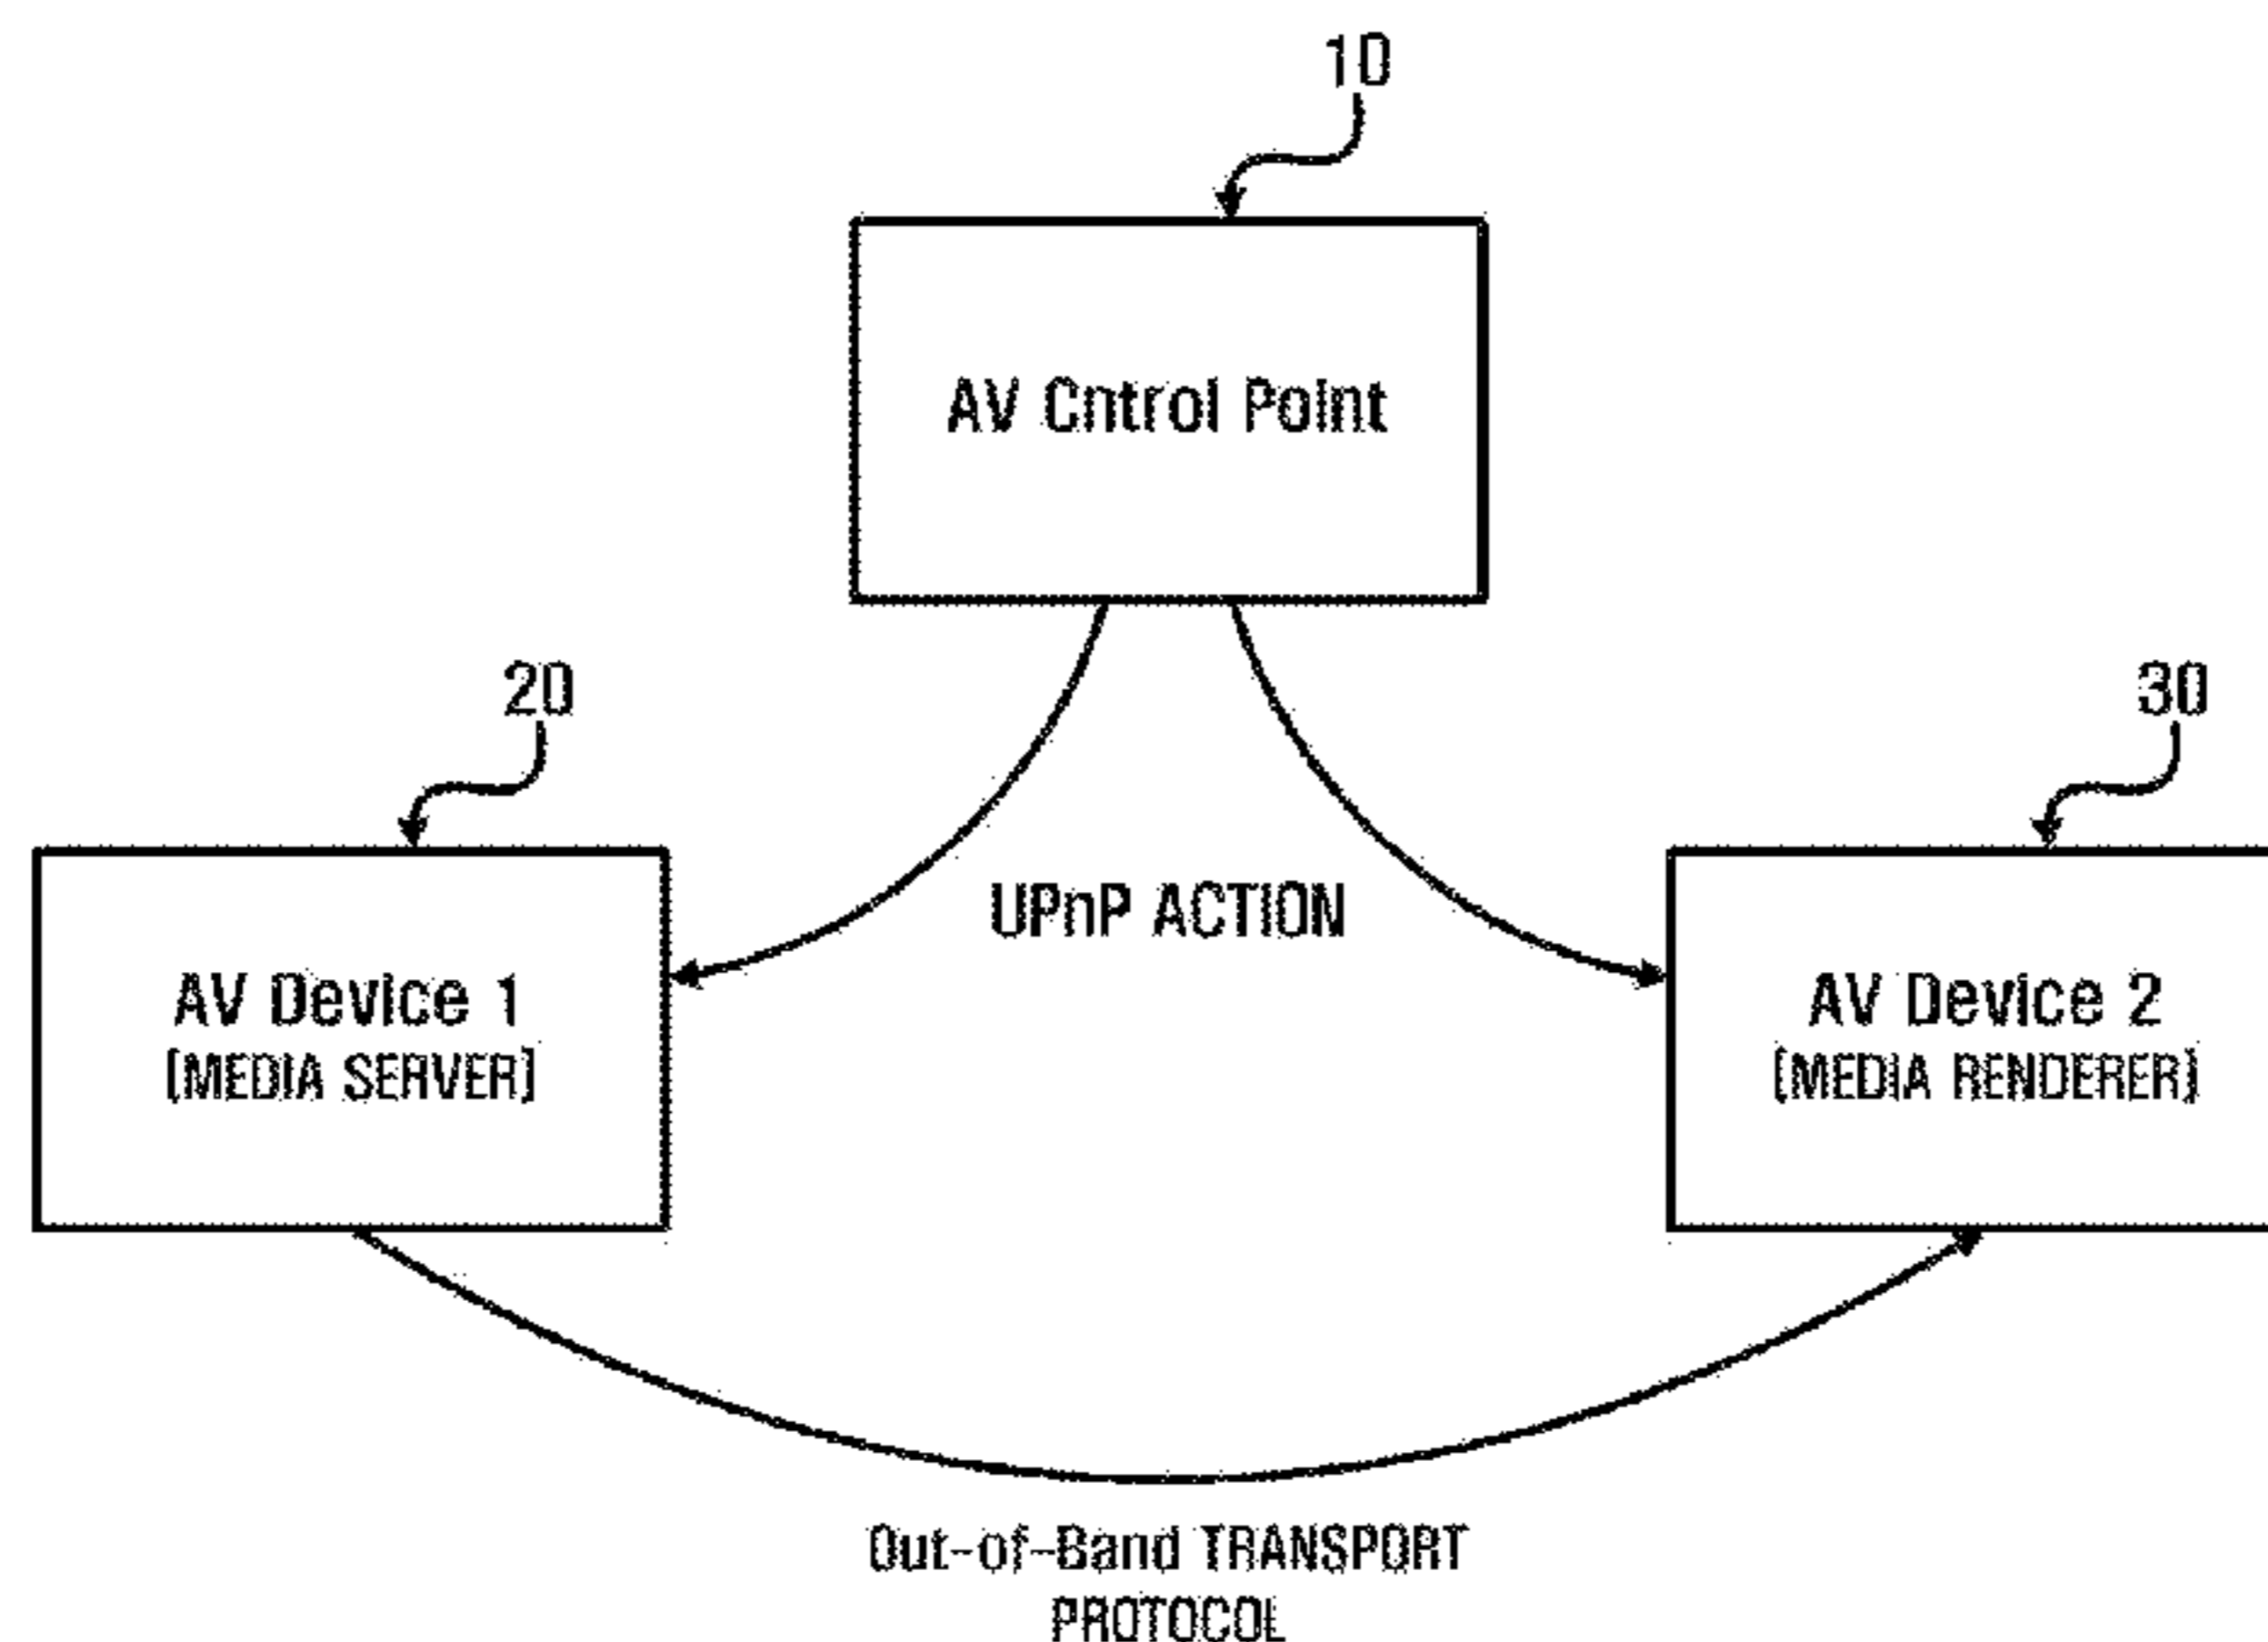 10
AV Cntrol Point
20
30
UPnP ACTION
AV Device 1
(MEDIA SERVER)
AV Device 2
(MEDIA RENDERER)
Out-of-Band TRANSPORT
PROTOCOL